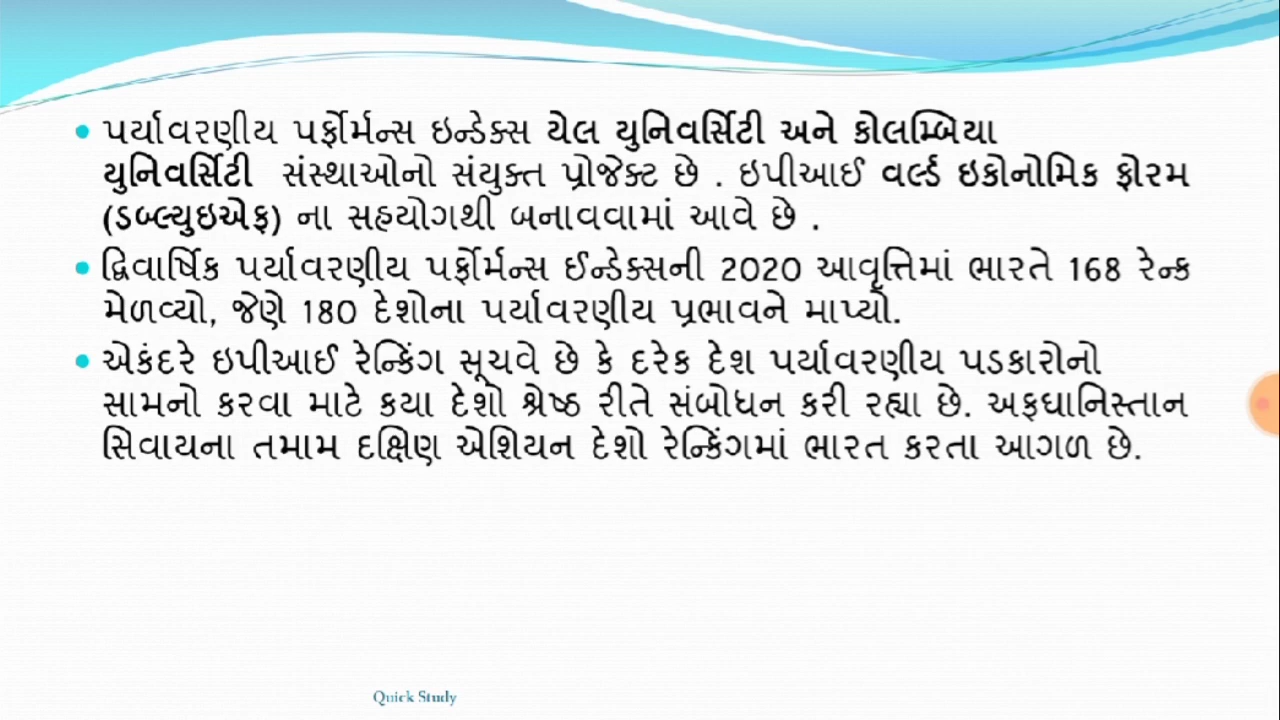 • પર્યાવરણીય પર્ફોર્મન્સ ઇન્ડેક્સ યેલ યુનિવર્સિટી અને કોલમ્બિયા
યુનિવર્સિટી સંસ્થાઓનો સંયુક્ત પ્રોજેક્ટ છે . ઇપીઆઈ વર્લ્ડ ઇકોનોમિક ફોરમ
(ડબ્લ્યુઇએફ) ના સહયોગથી બનાવવામાં આવે છે .
• દ્વિવાર્ષિક પર્યાવરણીય પર્ફોર્મન્સ ઈન્ડેક્સની 2020 આવૃત્તિમાં ભારતે 168 રેન્ક
મેળવ્યો, જેણે 180 દેશોના પર્યાવરણીય પ્રભાવને માપ્યો.
• એકંદરે ઇપીઆઈ રેન્કિંગ સૂચવે છે કે દરેક દેશ પર્યાવરણીય પડકારોનો
સામનો કરવા માટે કયા દેશો શ્રેષ્ઠ રીતે સંબોધન કરી રહ્યા છે. અફઘાનિસ્તાન
સિવાયના તમામ દક્ષિણ એશિયન દેશો રેન્કિંગમાં ભારત કરતા આગળ છે.
Quick Study